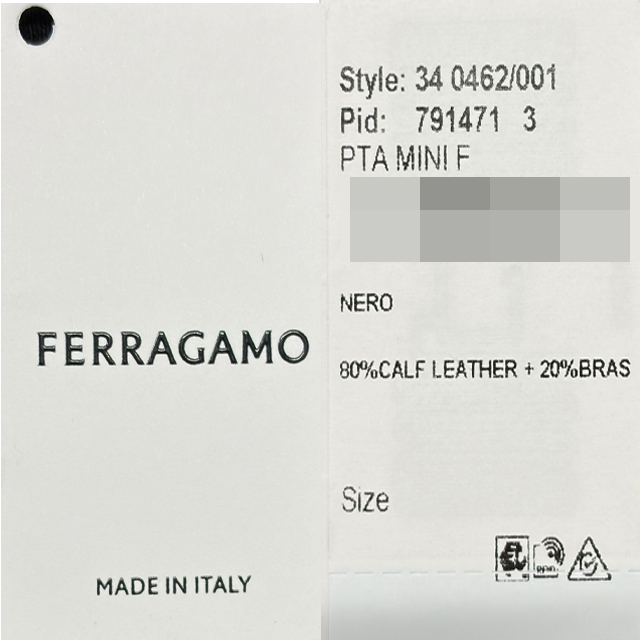 FERRAGAMO
MADE IN ITALY
Style: 34 0462/001
Pid: 791471 3
PTA MINI F
NERO
80%CALF LEATHER + 20%BRAS
Size